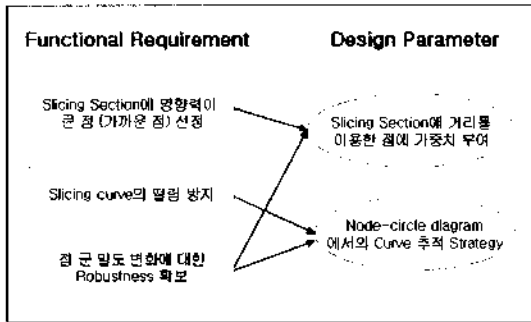 Functional Requirement
Design Parameter
Slicing Section에 영향력이
큰 점 (가까운 점) 선정
Slicing Section에 거리를
이용한 점에 가중치 부여
Slicing curve의 떨림 방지
Node-circle diagram
에서의 Curve 추적 Strategy
점 군 밀도 변화에 대한
Robustness 확보